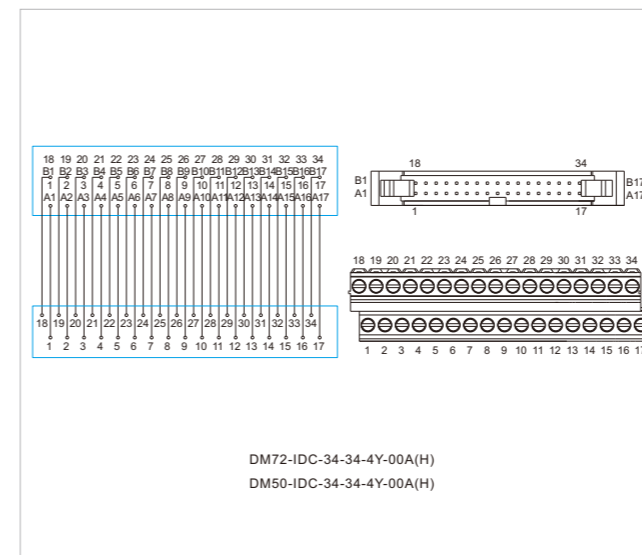 18 19 20 21 22 23 24 25 26 27 28 29 30 31 32 33 34
B1 B2 B3 B4 B5 B6 B7 B8 B9 B10 B11 B12 B13 B14 B15 B16 B17
1 2 3 4 5 6 7 8 9 10 11 12 13 14 15 16 17
A1 A2 A3 A4 A5 A6 A7 A8 A9 A10 A11 A12 A13 A14 A15 A16 A17
18 19 20 21 22 23 24 25 26 27 28 29 30 31 32 33 34
1 2 3 4 5 6 7 8 9 10 11 12 13 14 15 16 17
18 34
B1 B17
A1 A17
1 17
18 19 20 21 22 23 24 25 26 27 28 29 30 31 32 33 34
1 2 3 4 5 6 7 8 9 10 11 12 13 14 15 16 17
DM72-IDC-34-34-4Y-00A(H)
DM50-IDC-34-34-4Y-00A(H)